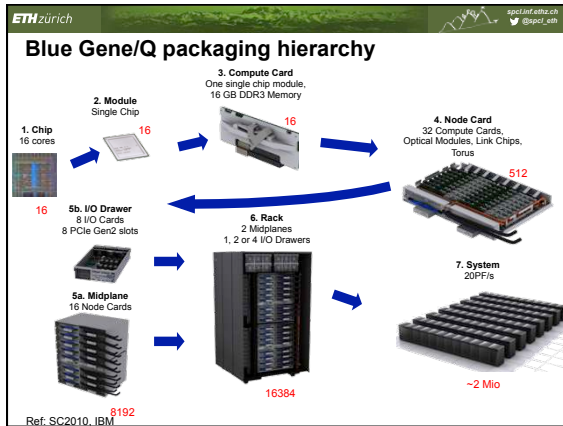 ETH zürich
spcl.inf.ethz.ch
@spcl_eth
Blue Gene/Q packaging hierarchy
1. Chip
16 cores
16
2. Module
Single Chip
16
3. Compute Card
One single chip module,
16 GB DDR3 Memory
16
4. Node Card
32 Compute Cards,
Optical Modules, Link Chips,
Torus
512
5b. I/O Drawer
8 I/O Cards
8 PCIe Gen2 slots
5a. Midplane
16 Node Cards
8192
6. Rack
2 Midplanes
1, 2 or 4 I/O Drawers
16384
7. System
20PF/s
~2 Mio
Ref: SC2010, IBM